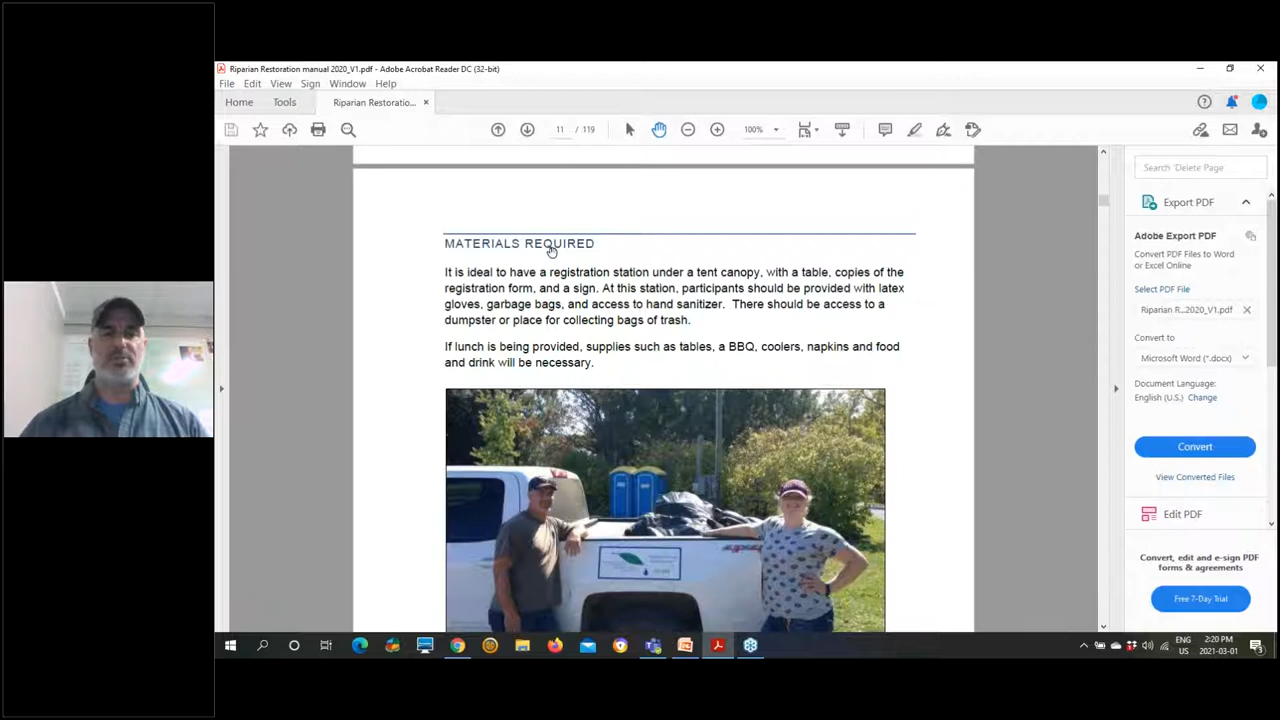 Riparian Restoration manual 2020_V1.pdf - Adobe Acrobat Reader DC (32-bit)
File Edit View Sign Window Help
Home Tools Riparian Restoratio... ×
11 / 119 100%
Search 'Delete Page
Export PDF
Adobe Export PDF
Convert PDF Files to Word
or Excel Online
Select PDF File
Riparian R...2020_V1.pdf
Convert to
Microsoft Word (*.docx)
Document Language:
English (U.S.) Change
Convert
View Converted Files
Edit PDF
Convert, edit and e-sign PDF
forms & agreements
Free 7-Day Trial
MATERIALS REQUIRED
It is ideal to have a registration station under a tent canopy, with a table, copies of the
registration form, and a sign. At this station, participants should be provided with latex
gloves, garbage bags, and access to hand sanitizer. There should be access to a
dumpster or place for collecting bags of trash.
If lunch is being provided, supplies such as tables, a BBQ, coolers, napkins and food
and drink will be necessary.
ENG
US
2:20 PM
2021-03-01
3